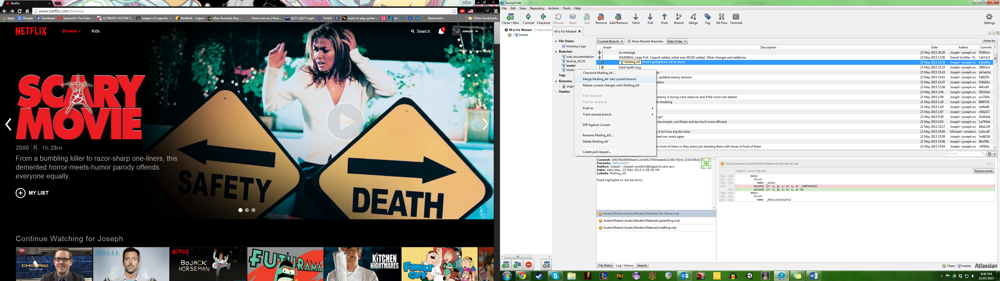 Netflix
Joseph
www.netflix.com/browse
ABP
Apps
Google
Facebook
jojosun2's YouTube ...
ULTIMATE GUITAR T...
League of Legends -...
NetBank - Logon
eBay Australia: Buy ...
News.com.au | New...
QUT | QUT Login
Twitch
Learn to play guitar ...
ps
Bookmarks
Other bookmarks
NETFLIX
Browse
Kids
Search
1
Joseph
SCARY
MOVIE
2000 R 1h 28m
From a bumbling killer to razor-sharp one-liners, this
demented horror-meets-humor parody offends
everyone equally.
MY LIST
SAFETY
DEATH
Continue Watching for Joseph
food
CHOPPED
COLLECTION
HOUSE
NETFLIX
BOJACK
HORSEMAN
FUTURAMA
KITCHEN
NIGHTMARES
FAMILY
GUY
SourceTree
File Edit View Repository Actions Tools Help
Clone / New Commit Checkout Discard Stash Add Remove Add/Remove Fetch Pull Push Branch Merge Tag Git Flow Terminal Settings
M is For Mutant C:\Users\Joe\
master
M is For Mutant
File Status
Working Copy
Branches
Add_documentation
backup_19_05
master
Tags
Remotes
origin
Stashes
Current Branch Show Remote Branches Date Order Jump to:
Graph Description Date Author Commit
no message 23 May 2015 20:26 Joseph <joseph.wc 55504ce
WARNING: Large Pull. Carpark added, initial area (R1A0) added. Other changes and additions. 23 May 2015 17:56 Daniel Schiffer <D. 7a47dc5
Mutling_kit' fixed highlights to not be shiny 23 May 2015 15:38 Joseph <joseph.wc 0d539bd
fixed health bug 23 May 2015 15:22 Joseph <joseph.wc 29f0dcd
23 May 2015 15:10 Joseph <joseph.wc de3eb3d
, updated enemy textures 23 May 2015 15:02 Joseph <joseph.wc 5d82f51
ation 23 May 2015 14:37 Joseph <joseph.wc f34b82e
23 May 2015 13:58 Joseph <joseph.wc 4f43c6f
23 May 2015 2:56 Joseph <joseph.wc 38219a5
enemy is facing a box head on and if the room isnt alerted 23 May 2015 1:59 Joseph <joseph.wc ec37b9c
en breaking 23 May 2015 1:29 Joseph <joseph.wc 889f724
23 May 2015 1:19 Joseph <joseph.wc eef4e48
23 May 2015 1:07 Joseph <joseph.wc c09a317
go! 23 May 2015 0:39 Joseph <joseph.wc 16d4eb4
be simpler, not flicker and be much more efficient 23 May 2015 0:03 Joseph <joseph.wc 1a759ab
22 May 2015 23:17 Joseph <joseph.wc b6e1229
it isn't too big this time 22 May 2015 19:50 Michael <whalem7 2cfecd5
ixed nav mesh again 22 May 2015 15:59 Joseph <joseph.wc 5ad9239
22 May 2015 15:06 Joseph <joseph.wc 96e7f81
in front of them so they arent just standing there with boxes in front of them 22 May 2015 15:04 Joseph <joseph.wc c4f505e
Checkout Mutling_kit'...
Merge Mutling_kit' into current branch
Rebase current changes onto Mutling_kit'
Pull (tracked)
Push to (tracked)
Push to
Track remote branch
Diff Against Current
Rename Mutling_kit'...
Delete Mutling_kit'
Create pull request...
Search
Commit: 0d539bd8898eeb1244d523f494aee822c9b7464a [0d539bd]
Parents: 29f0dcd3d7
Author: Joseph <joseph.wootton@bigpond.com.au>
Date: Saturday, 23 May 2015 3:38:35 PM
Labels: Mutling_kit'
fixed highlights to not be shiny
Assets/Mutant Assets/Models/Materials/No Name.mat
Assets/Mutant Assets/Models/Materials/greenRing.mat
Assets/Mutant Assets/Models/Materials/redRing.mat
Assets/Mutant Assets/Models/Materials/No Name.mat
Hunk 1 : Lines 156-162 Reverse hunk
156 156 data:
157 157 first:
158 158 name: _Color
159 - second: {r: 1, g: 1, b: 1, a: .360784322}
159 + second: {r: 1, g: 1, b: 1, a: 0}
160 160 data:
161 161 first:
162 162 name: _EmissionColorUI
File Status Log / History Search
Clean master Atlassian
8:40 PM
21/07/2015